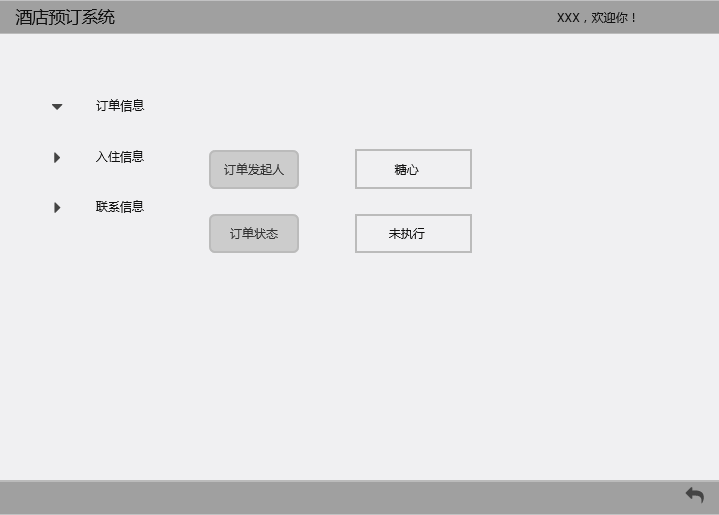 酒店预订系统
XXX，欢迎你！
订单信息
入住信息
联系信息
订单发起人
糖心
订单状态
未执行